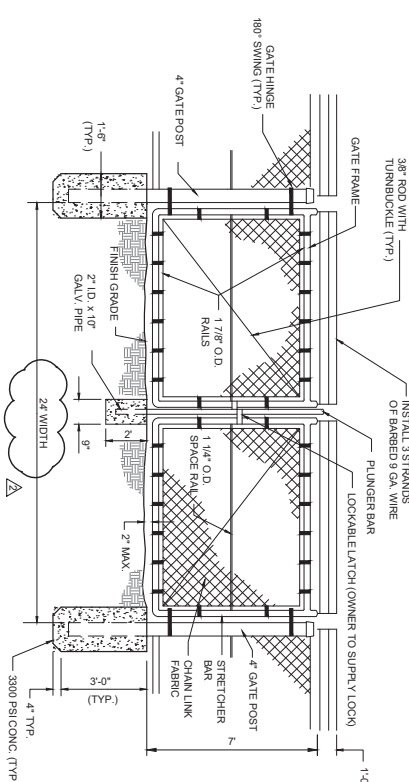 INSTALL 3 STRANDS
OF BARBED 9 GA. WIRE
3/8" ROD WITH
TURNBUCKLE (TYP.)
GATE FRAME
GATE HINGE
180° SWING (TYP.)
4" GATE POST
1'-6"
(TYP.)
PLUNGER BAR
LOCKABLE LATCH (OWNER TO SUPPLY LOCK)
1 7/8" O.D.
RAILS
1 1/4" O.D.
SPACE RAIL
4" GATE POST
STRETCHER
BAR
CHAIN LINK
FABRIC
7'
FINISH GRADE
2" I.D. x 10"
GALV. PIPE
2'
9"
2" MAX.
24' WIDTH
2
3'-0"
(TYP.)
4" TYP.
3300 PSI CONC. (TYP